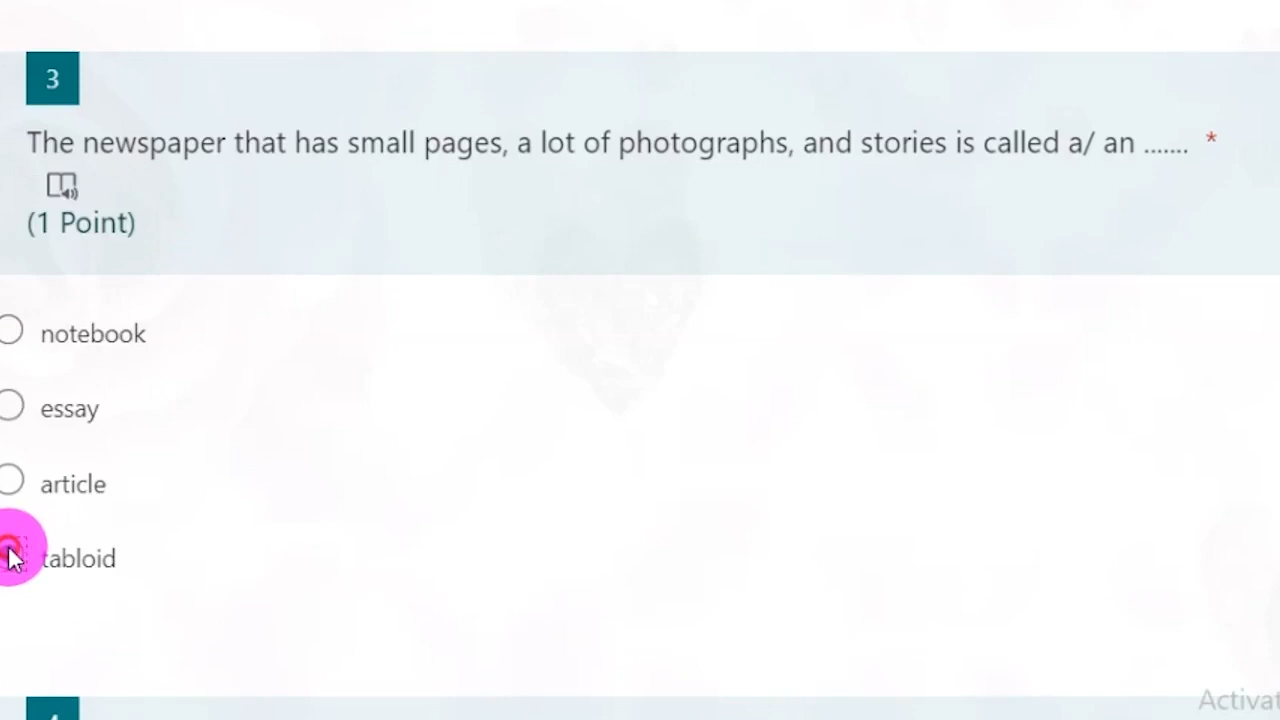 3
The newspaper that has small pages, a lot of photographs, and stories is called a/ an ....... *
(1 Point)
notebook
essay
article
tabloid